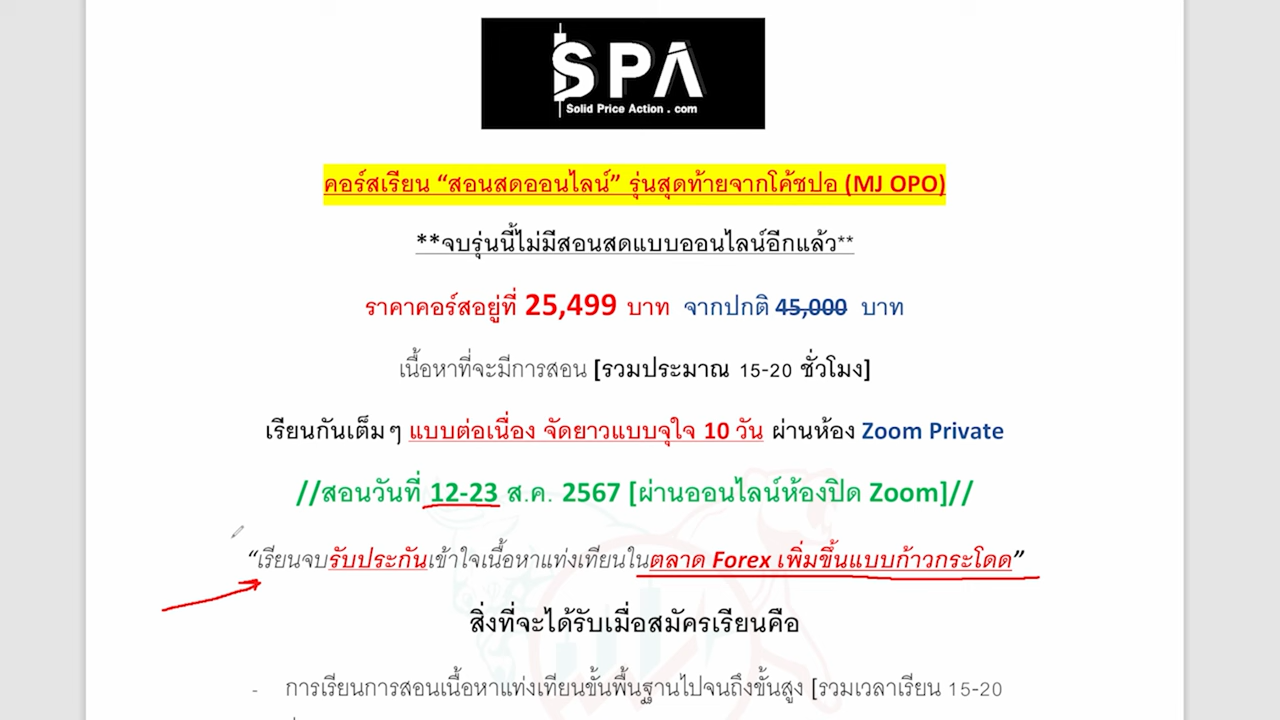 SPA
Solid Price Action . com
คอร์สเรียน “สอนสดออนไลน์” รุ่นสุดท้ายจากโค้ชปอ (MJ OPO)
**จบรุ่นนี้ไม่มีสอนสดแบบออนไลน์อีกแล้ว**
ราคาคอร์สอยู่ที่ 25,499 บาท จากปกติ 45,000 บาท
เนื้อหาที่จะมีการสอน [รวมประมาณ 15-20 ชั่วโมง]
เรียนกันเต็มๆ แบบต่อเนื่อง จัดยาวแบบจุใจ 10 วัน ผ่านห้อง Zoom Private
//สอนวันที่ 12-23 ส.ค. 2567 [ผ่านออนไลน์ห้องปิด Zoom]//
“เรียนจบรับประกันเข้าใจเนื้อหาแท่งเทียนในตลาด Forex เพิ่มขึ้นแบบก้าวกระโดด”
สิ่งที่จะได้รับเมื่อสมัครเรียนคือ
- การเรียนการสอนเนื้อหาแท่งเทียนขั้นพื้นฐานไปจนถึงขั้นสูง [รวมเวลาเรียน 15-20